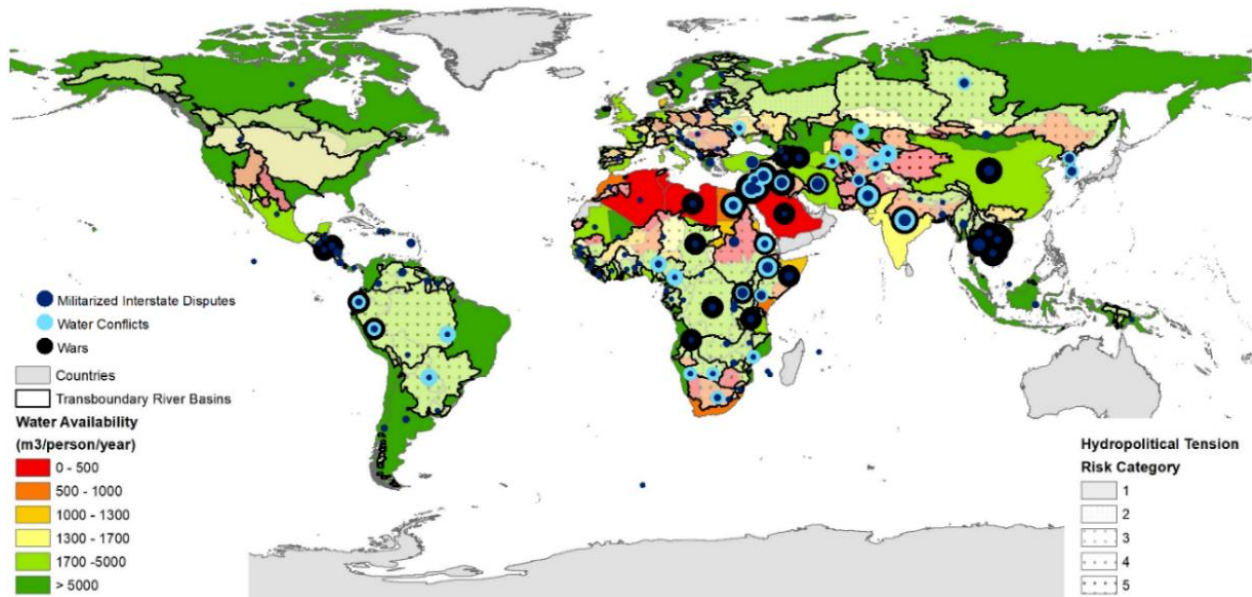 Militarized Interstate Disputes
Water Conflicts
Wars
Countries
Transboundary River Basins
Water Availability
(m3/person/year)
0 - 500
500 - 1000
1000 - 1300
1300 - 1700
1700 -5000
> 5000
Hydropolitical Tension
Risk Category
1
2
3
4
5